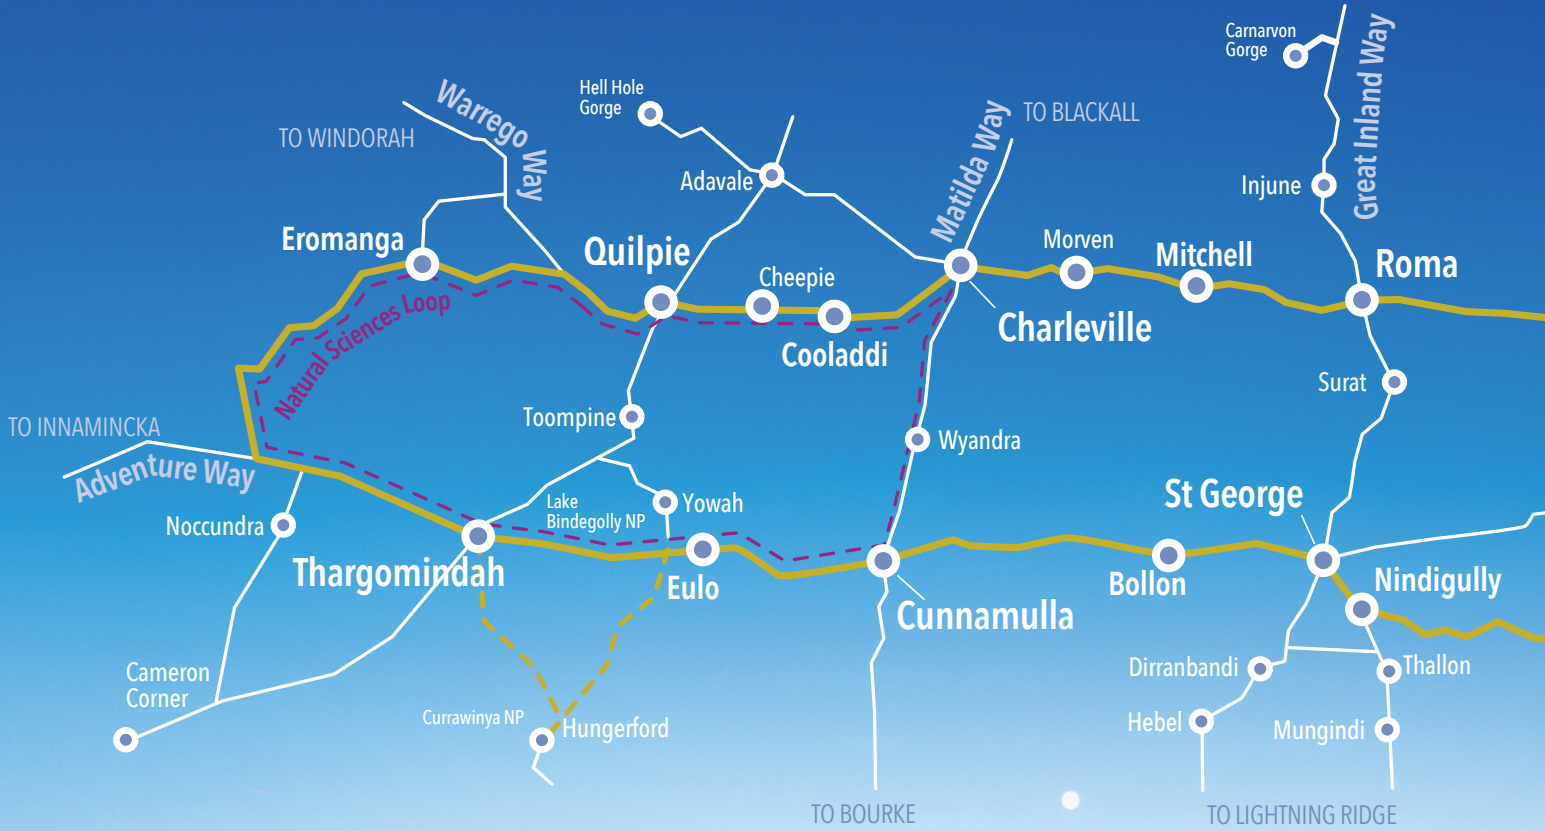 Carnarvon
Gorge
Great Inland Way
Warrego
Way
Hell Hole
Gorge
TO BLACKALL
Matilda Way
TO WINDORAH
Adavale
Injune
Eromanga
Quilpie
Morven
Mitchell
Roma
Cheepie
Natural Sciences Loop
Charleville
Cooladdi
Surat
Toompine
TO INNAMINCKA
Wyandra
Adventure Way
Lake
Bindegolly NP
Yowah
St George
Noccundra
Thargomindah
Eulo
Bollon
Nindigully
Cunnamulla
Cameron
Corner
Dirranbandi
Thallon
Currawinya NP
Hungerford
Hebel
Mungindi
TO BOURKE
TO LIGHTNING RIDGE